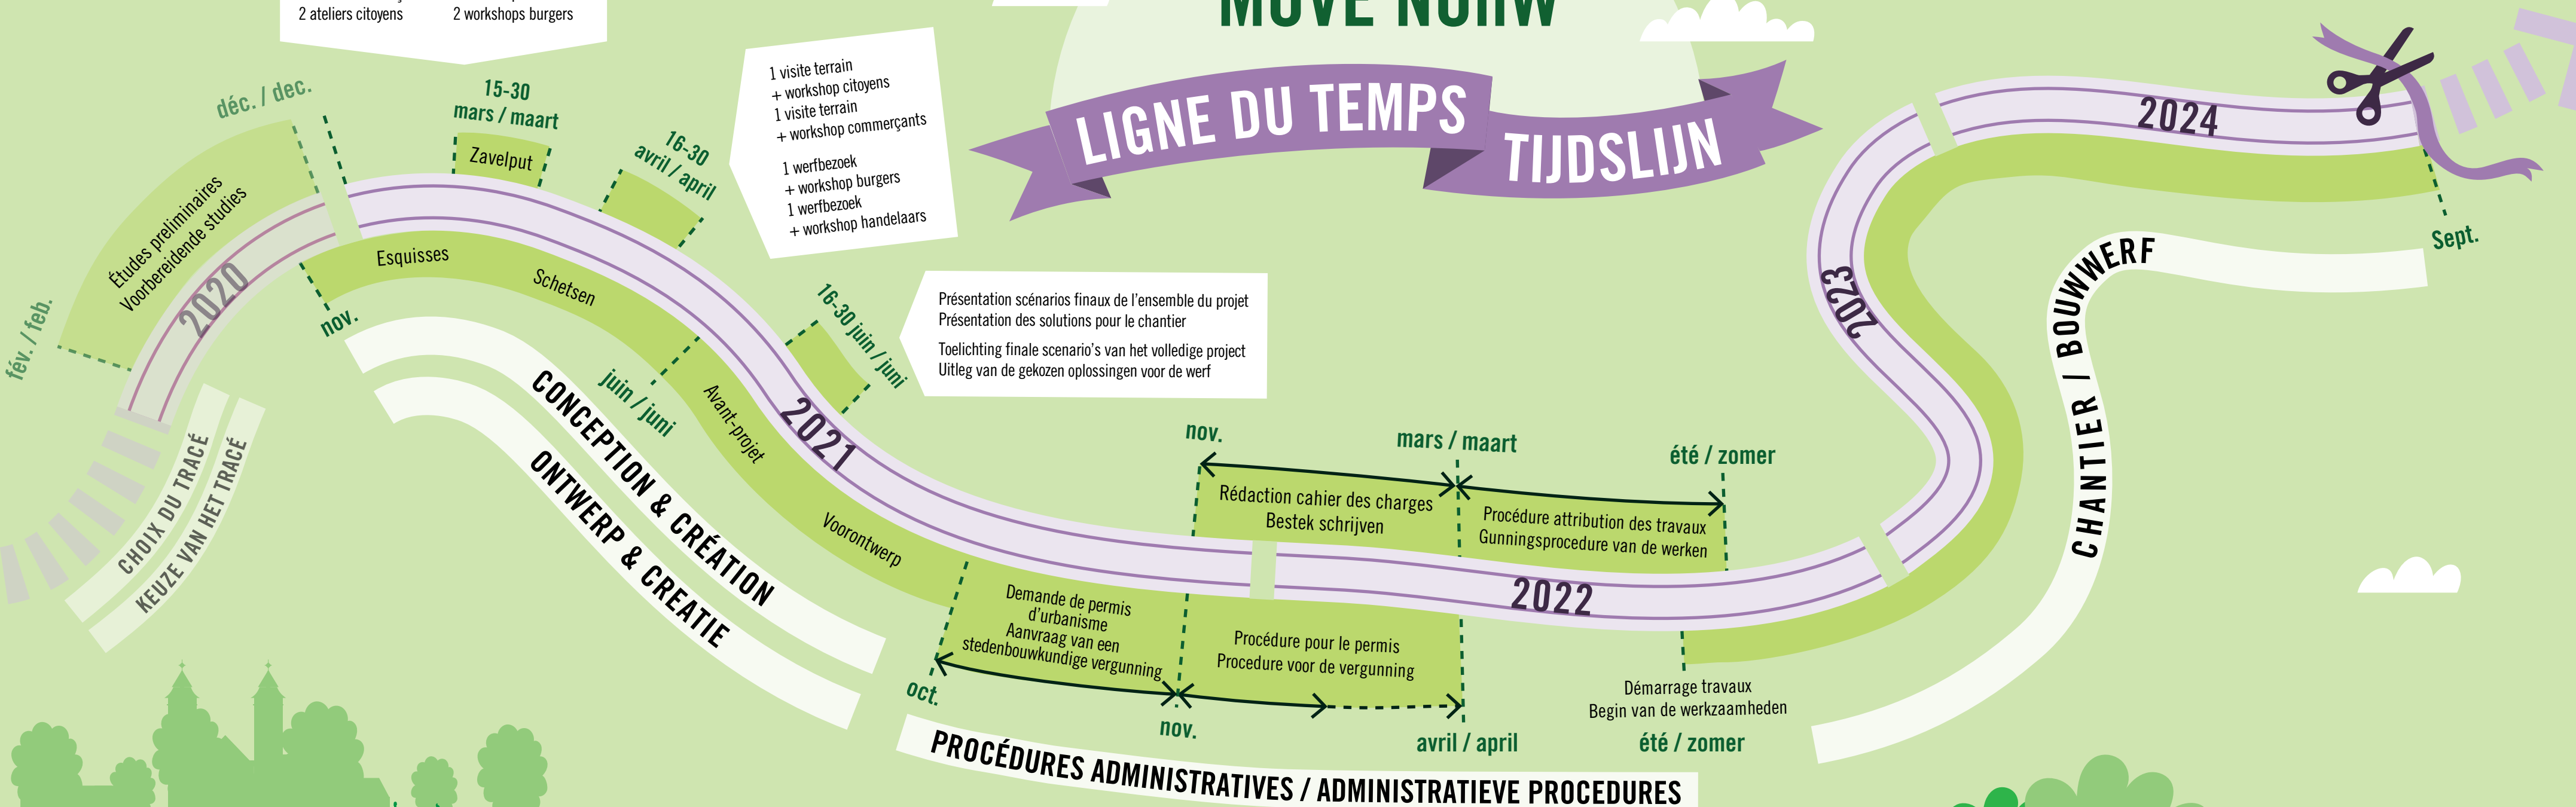 2 ateliers citoyens
2 workshops burgers
MOVE NOHW
LIGNE DU TEMPS
TIJDSLIJN
fév. / feb.
déc. / dec.
Études preliminaires
Voorbereidende studies
2020
CHOIX DU TRACÉ
KEUZE VAN HET TRACÉ
nov.
15-30
mars / maart
Zavelput
16-30
avril / april
1 visite terrain
+ workshop citoyens
1 visite terrain
+ workshop commerçants
1 werfbezoek
+ workshop burgers
1 werfbezoek
+ workshop handelaars
Esquisses
Schetsen
juin / juni
16-30 juin / juni
Présentation scénarios finaux de l'ensemble du projet
Présentation des solutions pour le chantier
Toelichting finale scenario's van het volledige project
Uitleg van de gekozen oplossingen voor de werf
Avant-projet
Voorontwerp
2021
CONCEPTION & CRÉATION
ONTWERP & CREATIE
oct.
Demande de permis
d'urbanisme
Aanvraag van een
stedenbouwkundige vergunning
nov.
Procédure pour le permis
Procedure voor de vergunning
avril / april
nov.
mars / maart
été / zomer
Rédaction cahier des charges
Bestek schrijven
Procédure attribution des travaux
Gunningsprocedure van de werken
2022
PROCÉDURES ADMINISTRATIVES / ADMINISTRATIEVE PROCEDURES
Démarrage travaux
Begin van de werkzaamheden
été / zomer
2023
CHANTIER / BOUWWERF
2024
Sept.